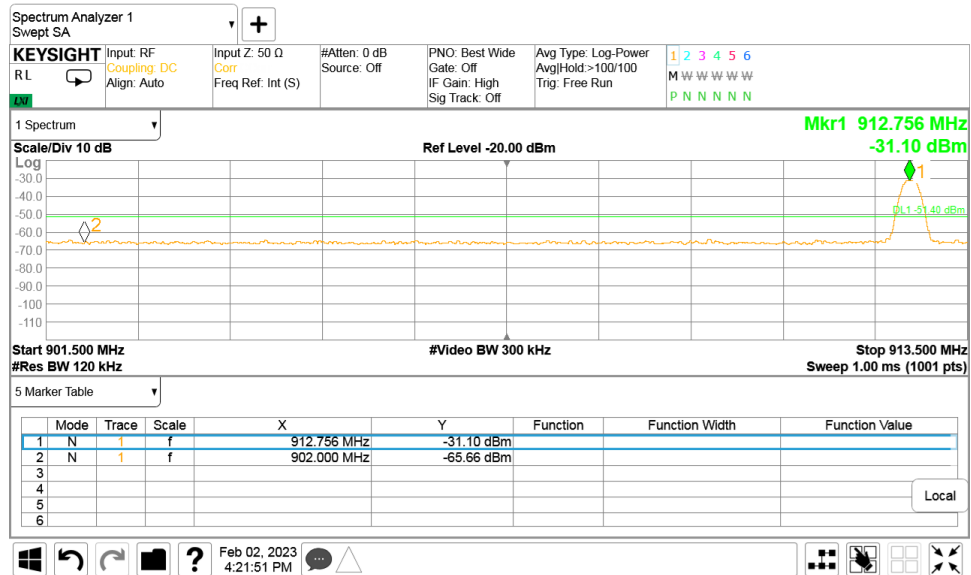 Spectrum Analyzer 1
Swept SA
KEYSIGHT
R L
LXI
Input: RF
Coupling: DC
Align: Auto
Input Z: 50 Ω
Corr
Freq Ref: Int (S)
#Atten: 0 dB
Source: Off
PNO: Best Wide
Gate: Off
IF Gain: High
Sig Track: Off
Avg Type: Log-Power
Avg|Hold:>100/100
Trig: Free Run
1 2 3 4 5 6
M W W W W W
P N N N N N
1 Spectrum
Mkr1 912.756 MHz
Scale/Div 10 dB
Ref Level -20.00 dBm
-31.10 dBm
Log
-30.0
-40.0
-50.0
-60.0
-70.0
-80.0
-90.0
-100
-110
1
2
DL1 -51.40 dBm
Start 901.500 MHz
#Video BW 300 kHz
Stop 913.500 MHz
#Res BW 120 kHz
Sweep 1.00 ms (1001 pts)
5 Marker Table
Mode Trace Scale X Y Function Function Width Function Value
1 N 1 f 912.756 MHz -31.10 dBm
2 N 1 f 902.000 MHz -65.66 dBm
3
4
5
6
Local
?
Feb 02, 2023
4:21:51 PM